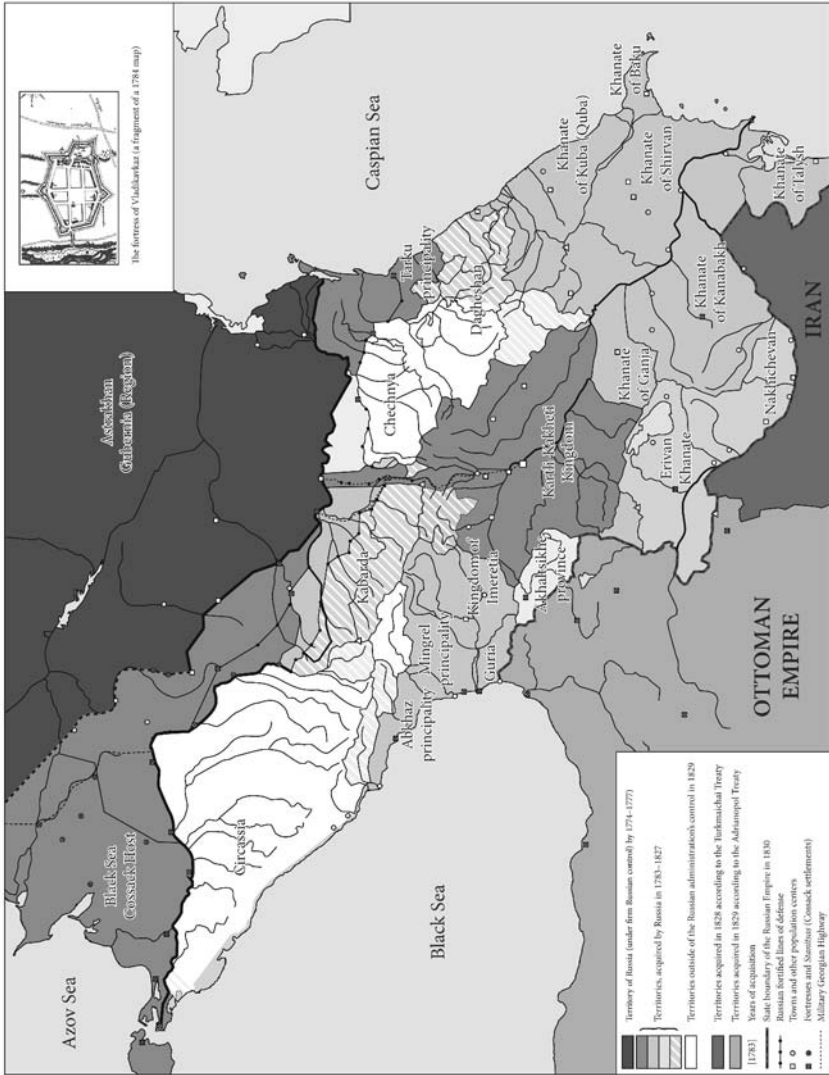 The fortress of Vladikavkaz (a fragment of a 1784 map)
Astrakhan
Gubernia (Region)
Caspian Sea
Azov Sea
Black Sea
Cossack Host
Circassia
Kabarda
Chechnya
Tarku
principality
Dagheshan
Khanate
of Kuba (Quba)
Khanate
of Baku
Khanate
of Shirvan
Khanate
of Talysh
Abkhaz
principality
Mingrel
principality
Kingdom of
Imeretia
Guria
Akhaltsikhe
province
Kartli-Kakheti
Kingdom
Khanate
of Ganja
Khanate
of Kanabakh
Erivan
Khanate
Nakhichevan
Black Sea
OTTOMAN
EMPIRE
IRAN
Territory of Russia (under firm Russian control) by 1774–1777)
Territories, acquired by Russia in 1783–1827
Territories outside of the Russian administration's control in 1829
Territories acquired in 1828 according to the Turkmaichai Treaty
Territories acquired in 1829 according to the Adrianopol Treaty
[1783] Years of acquisition
State boundary of the Russian Empire in 1830
Russian fortified lines of defense
Towns and other population centers
Fortresses and Stanitsas (Cossack settlements)
Military Georgian Highway